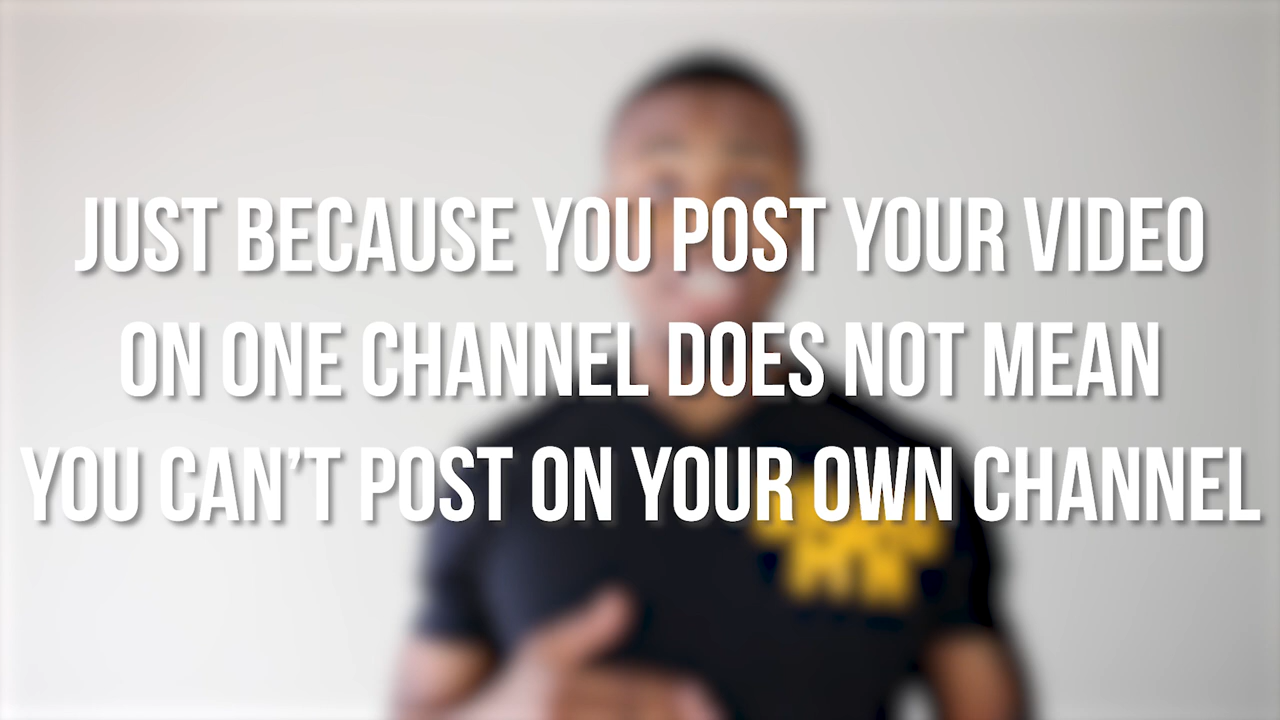 JUST BECAUSE YOU POST YOUR VIDEO
ON ONE CHANNEL DOES NOT MEAN
YOU CAN'T POST ON YOUR OWN CHANNEL